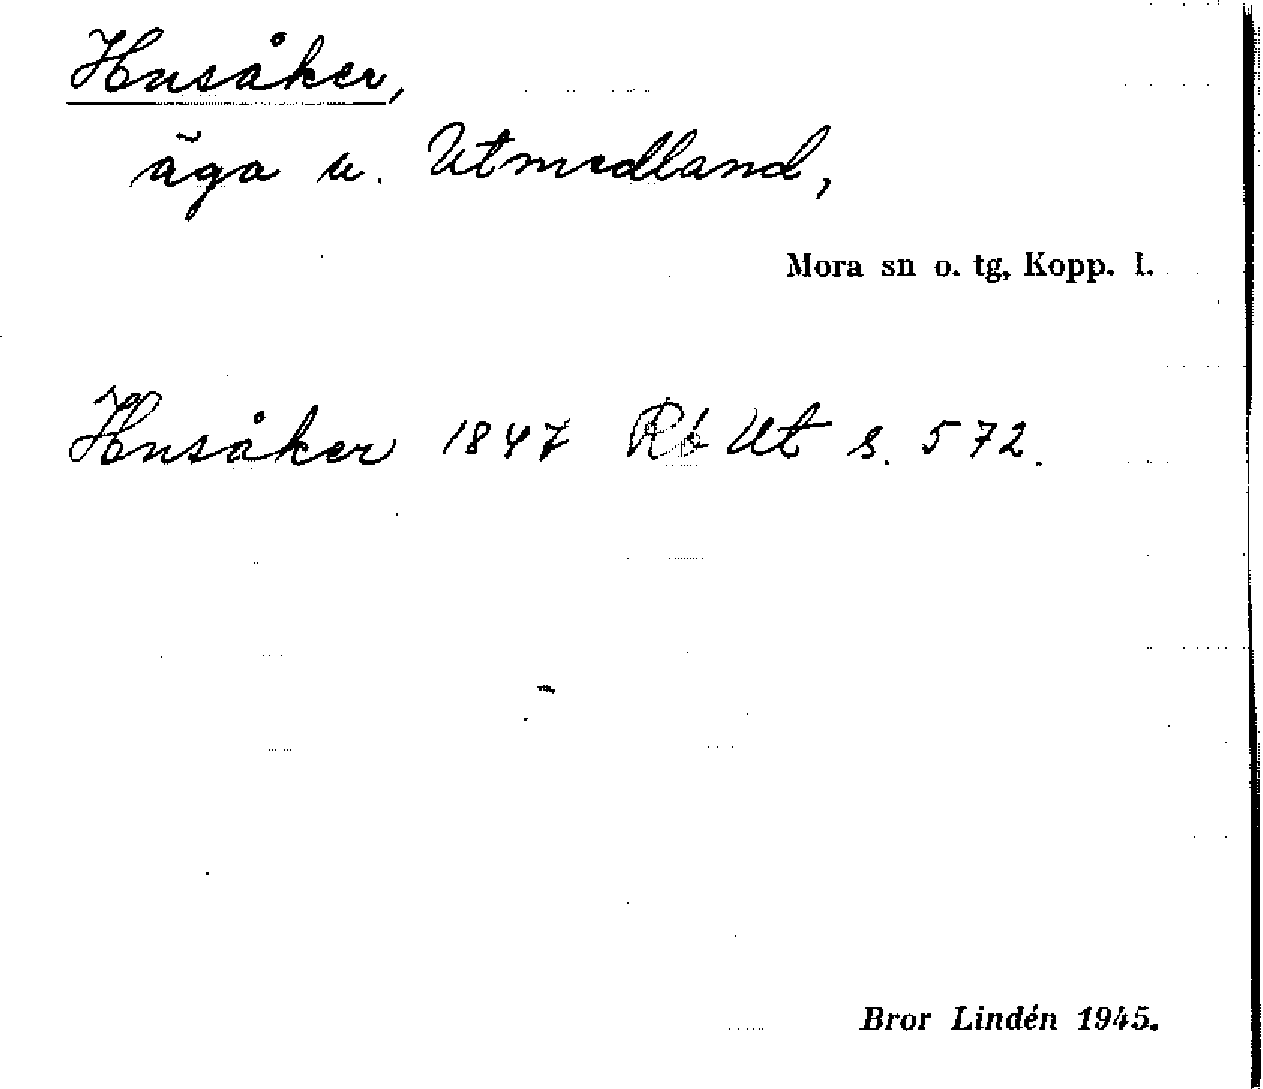 Husåker,
äga u. Utmedland,
Mora sn o. tg, Kopp. l.
Husåker 1847 Rb Ut s. 572.
Bror Lindén 1945.